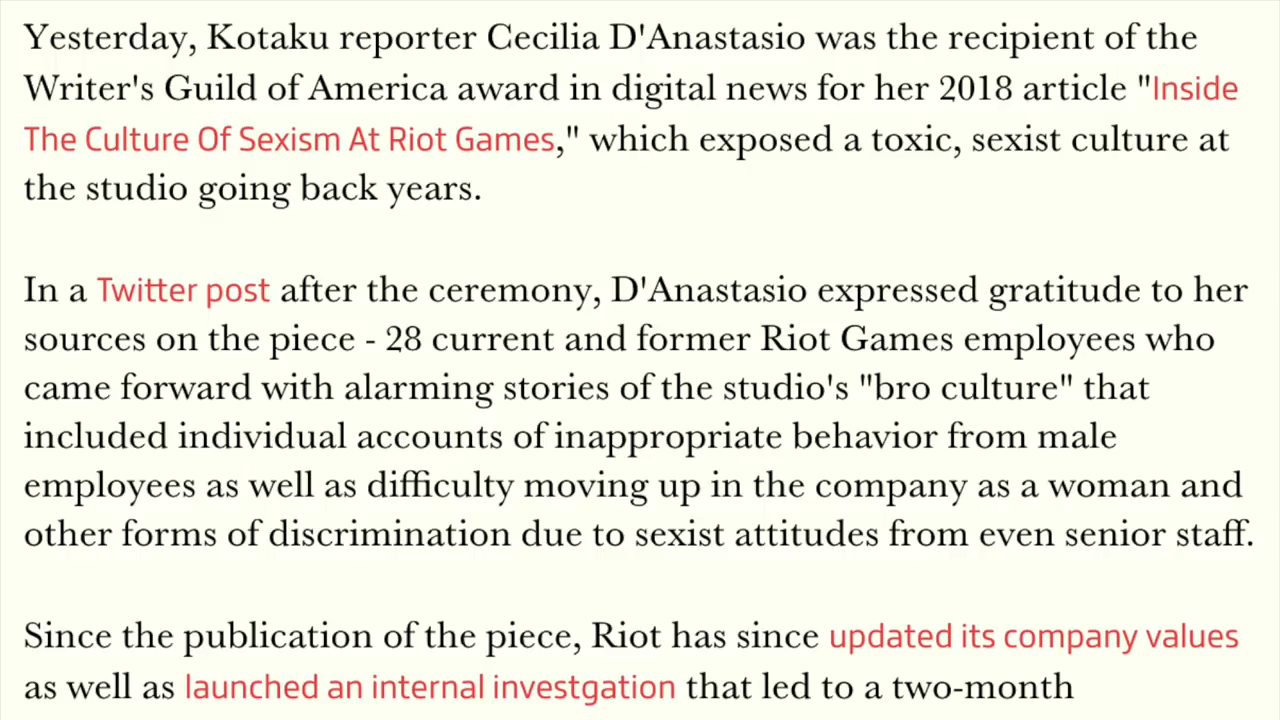 Yesterday, Kotaku reporter Cecilia D'Anastasio was the recipient of the
Writer's Guild of America award in digital news for her 2018 article "Inside
The Culture Of Sexism At Riot Games," which exposed a toxic, sexist culture at
the studio going back years.
In a Twitter post after the ceremony, D'Anastasio expressed gratitude to her
sources on the piece - 28 current and former Riot Games employees who
came forward with alarming stories of the studio's "bro culture" that
included individual accounts of inappropriate behavior from male
employees as well as difficulty moving up in the company as a woman and
other forms of discrimination due to sexist attitudes from even senior staff.
Since the publication of the piece, Riot has since updated its company values
as well as launched an internal investgation that led to a two-month